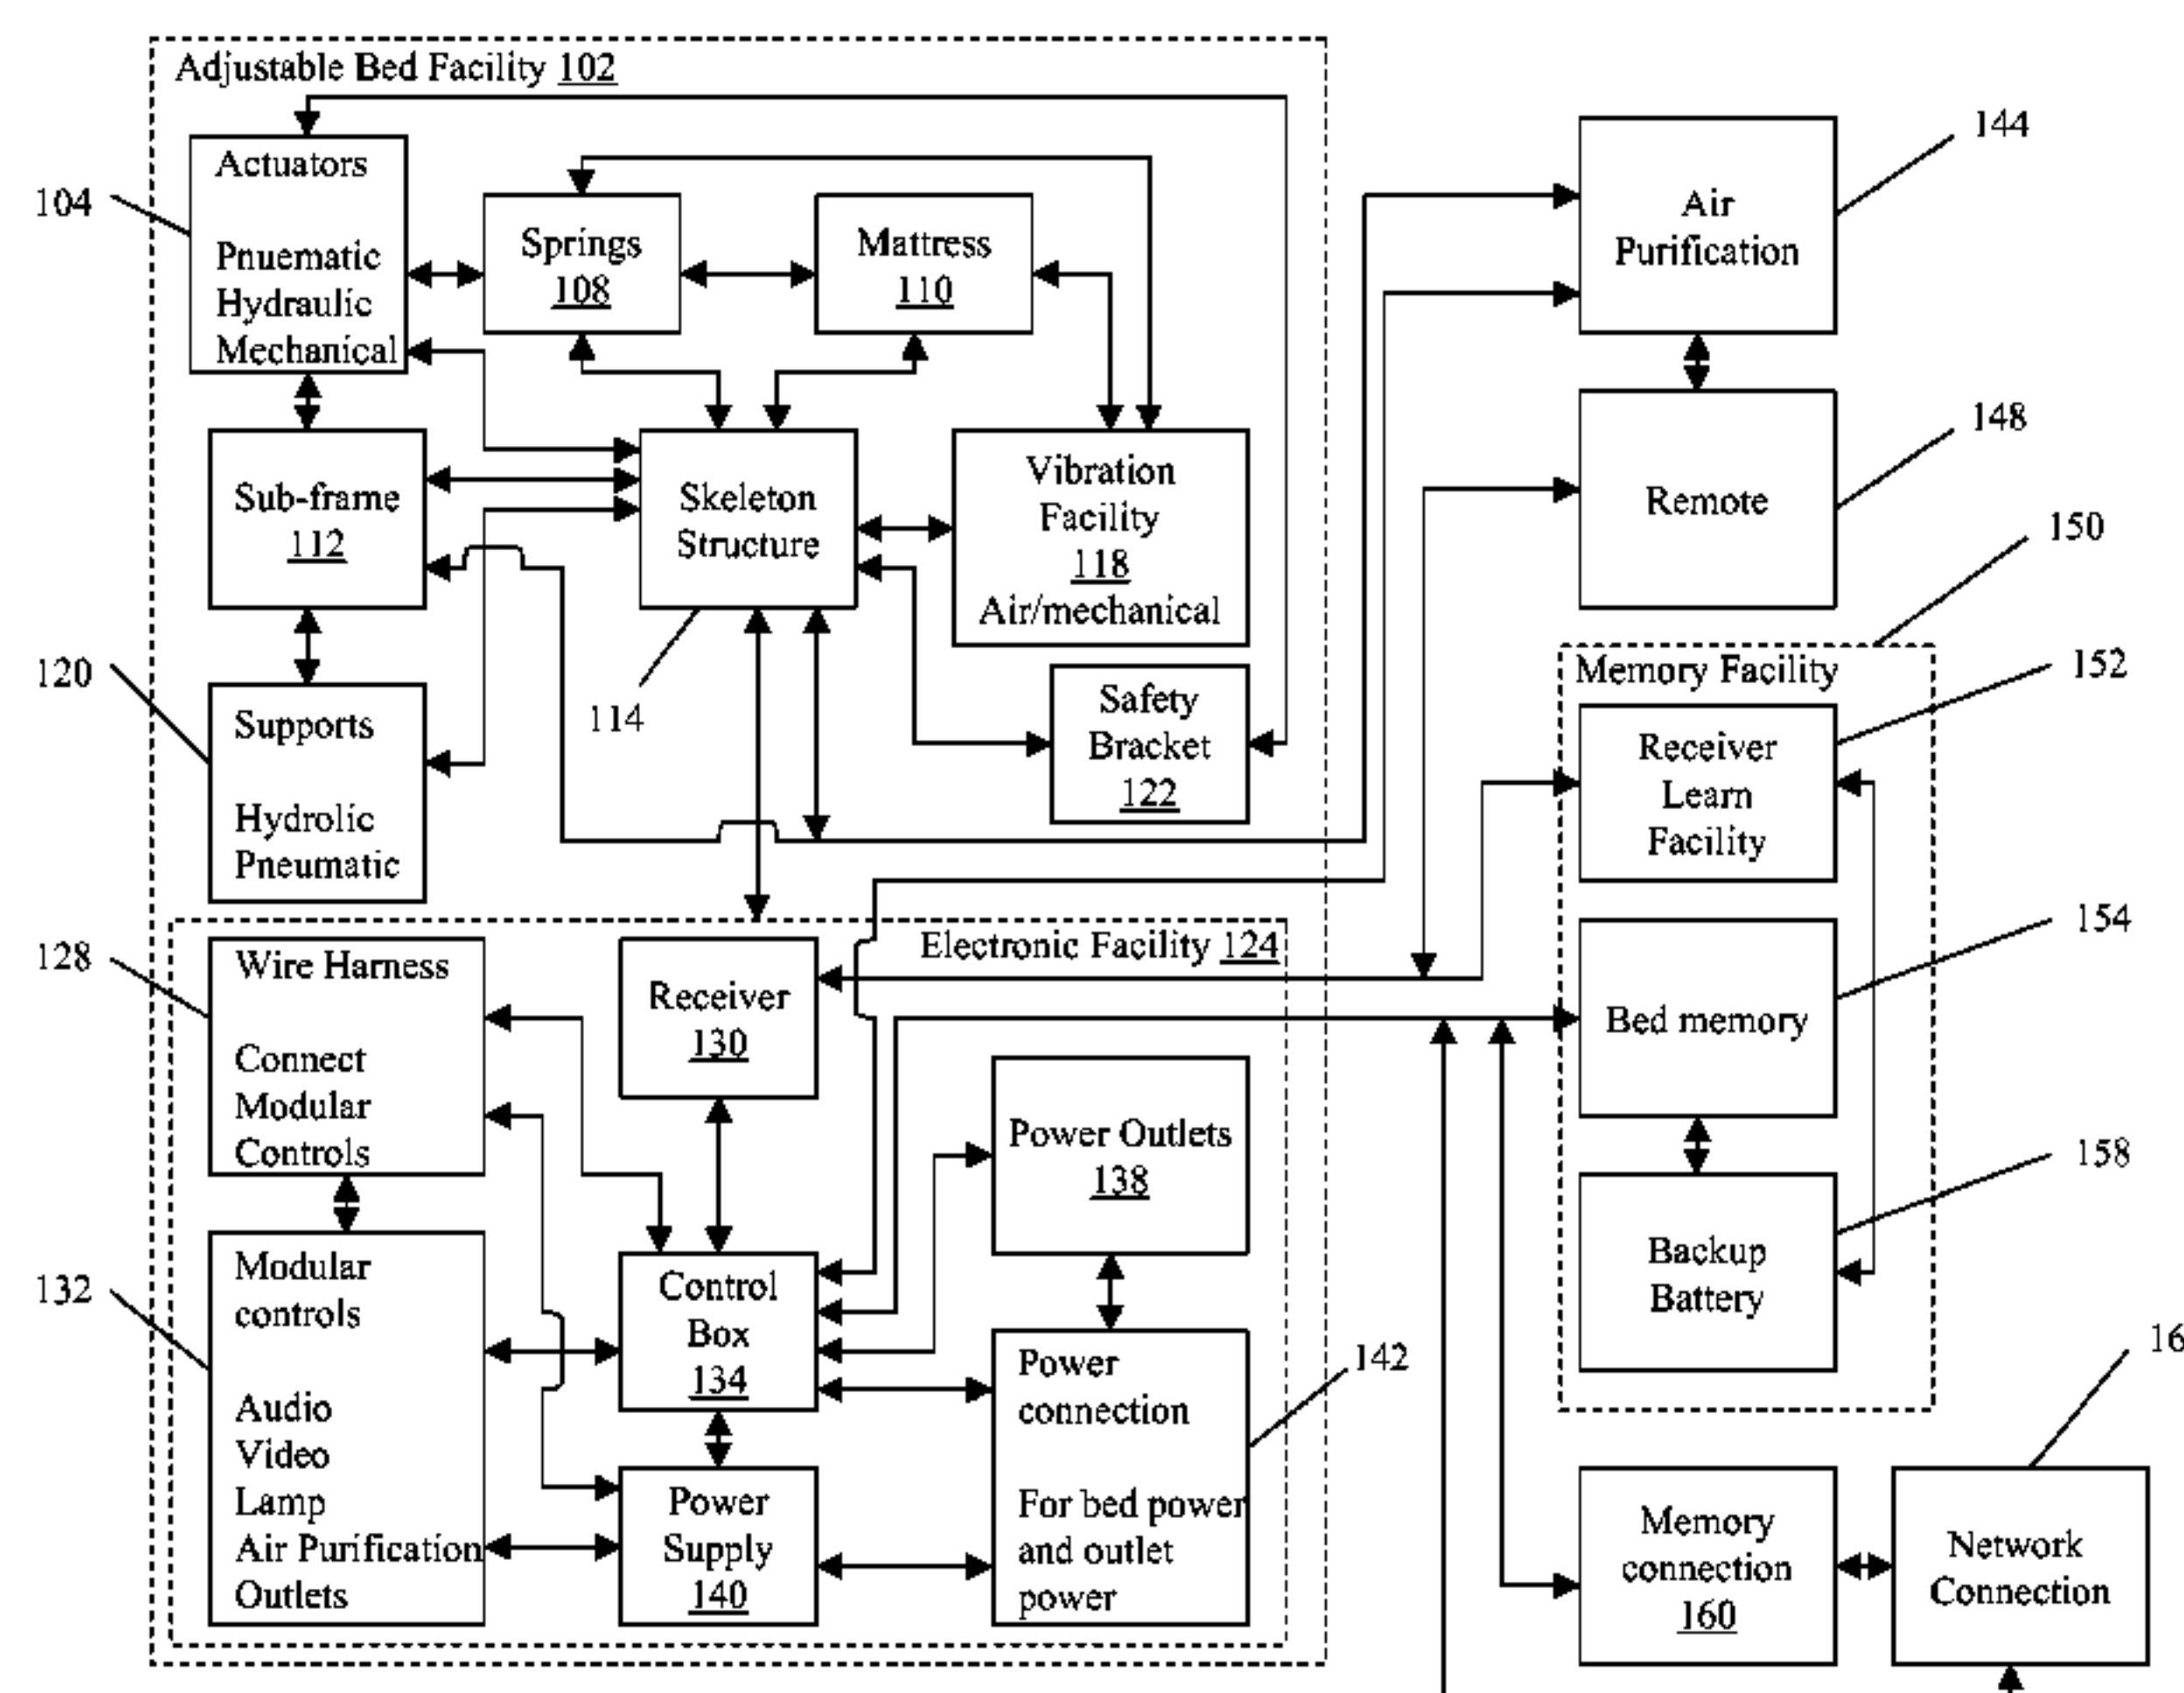 Adjustable Bed Facility 102
Actuators
Pnuematic
Hydraulic
Mechanical
104
Springs
108
Mattress
110
Air
Purification
144
Sub-frame
112
Skeleton
Structure
114
Vibration
Facility
118
Air/mechanical
Remote
148
150
120
Supports
Hydrolic
Pneumatic
Safety
Bracket
122
Memory Facility
Receiver
Learn
Facility
152
Electronic Facility 124
128
Wire Harness
Connect
Modular
Controls
Receiver
130
Bed memory
154
Power Outlets
138
Backup
Battery
158
132
Modular
controls
Audio
Video
Lamp
Air Purification
Outlets
Control
Box
134
Power
Supply
140
Power
connection
For bed power
and outlet
power
142
Memory
connection
160
Network
Connection
16